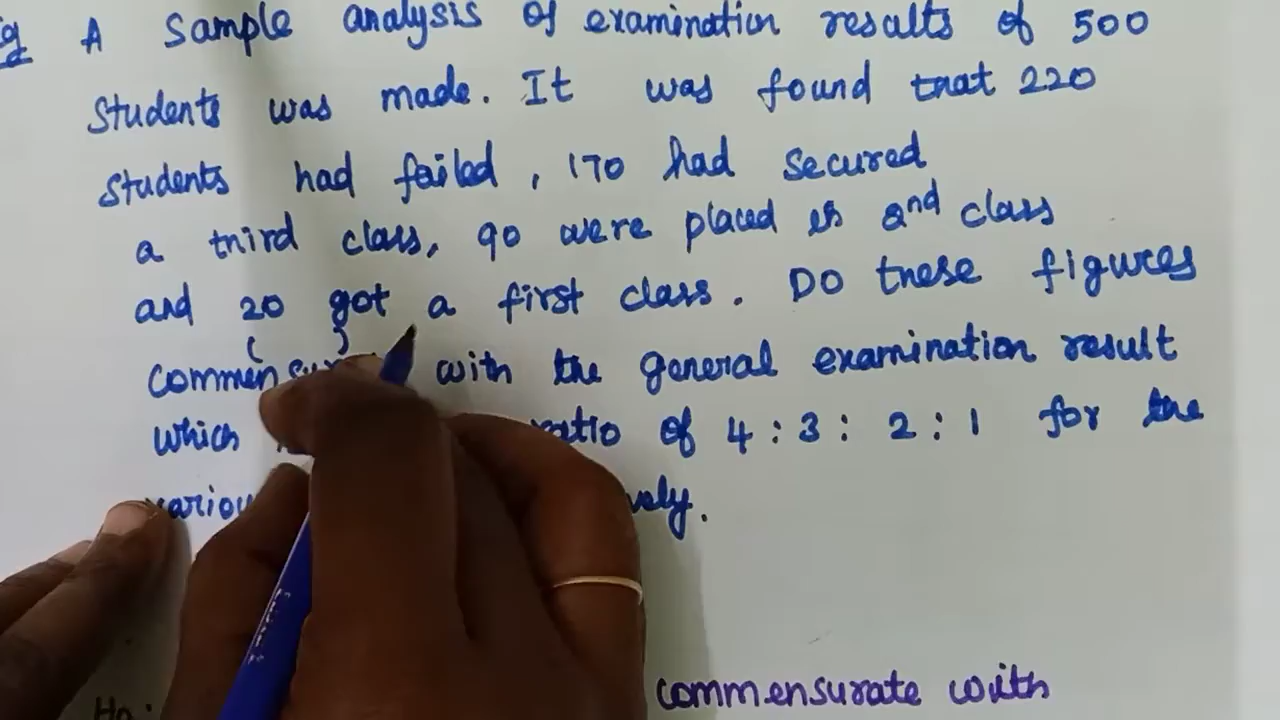 eg A sample analysis of examination results of 500
students was made. It was found that 220
students had failed, 170 had secured
a third class, 90 were placed in 2nd class
and 20 got a first class. Do these figures
with the general examination result
which ratio of 4 : 3 : 2 : 1 for the
Ho: commensurate with